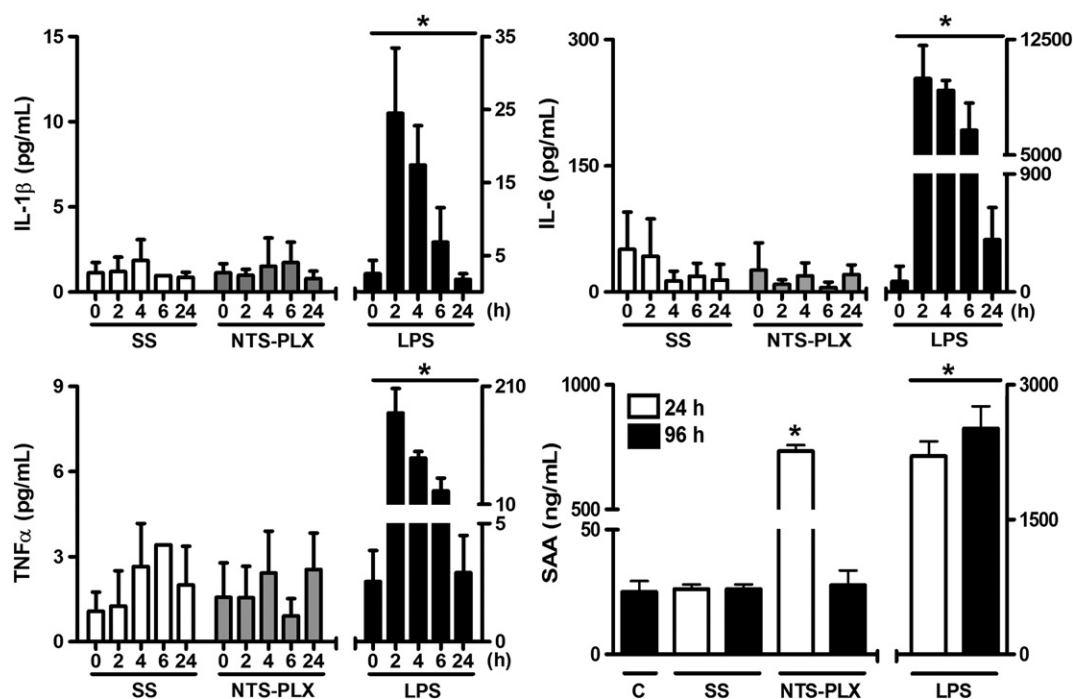 15
10
5
0
IL-1β (pg/mL)
*
35
25
15
5
0 2 4 6 24 0 2 4 6 24 0 2 4 6 24 (h)
SS NTS-PLX LPS
300
150
0
IL-6 (pg/mL)
*
12500
5000
900
0
0 2 4 6 24 0 2 4 6 24 0 2 4 6 24 (h)
SS NTS-PLX LPS
9
6
3
0
TNFα (pg/mL)
*
210
10
5
0
0 2 4 6 24 0 2 4 6 24 0 2 4 6 24 (h)
SS NTS-PLX LPS
1000
500
50
0
SAA (ng/mL)
24 h
96 h
*
*
3000
1500
0
C SS NTS-PLX LPS